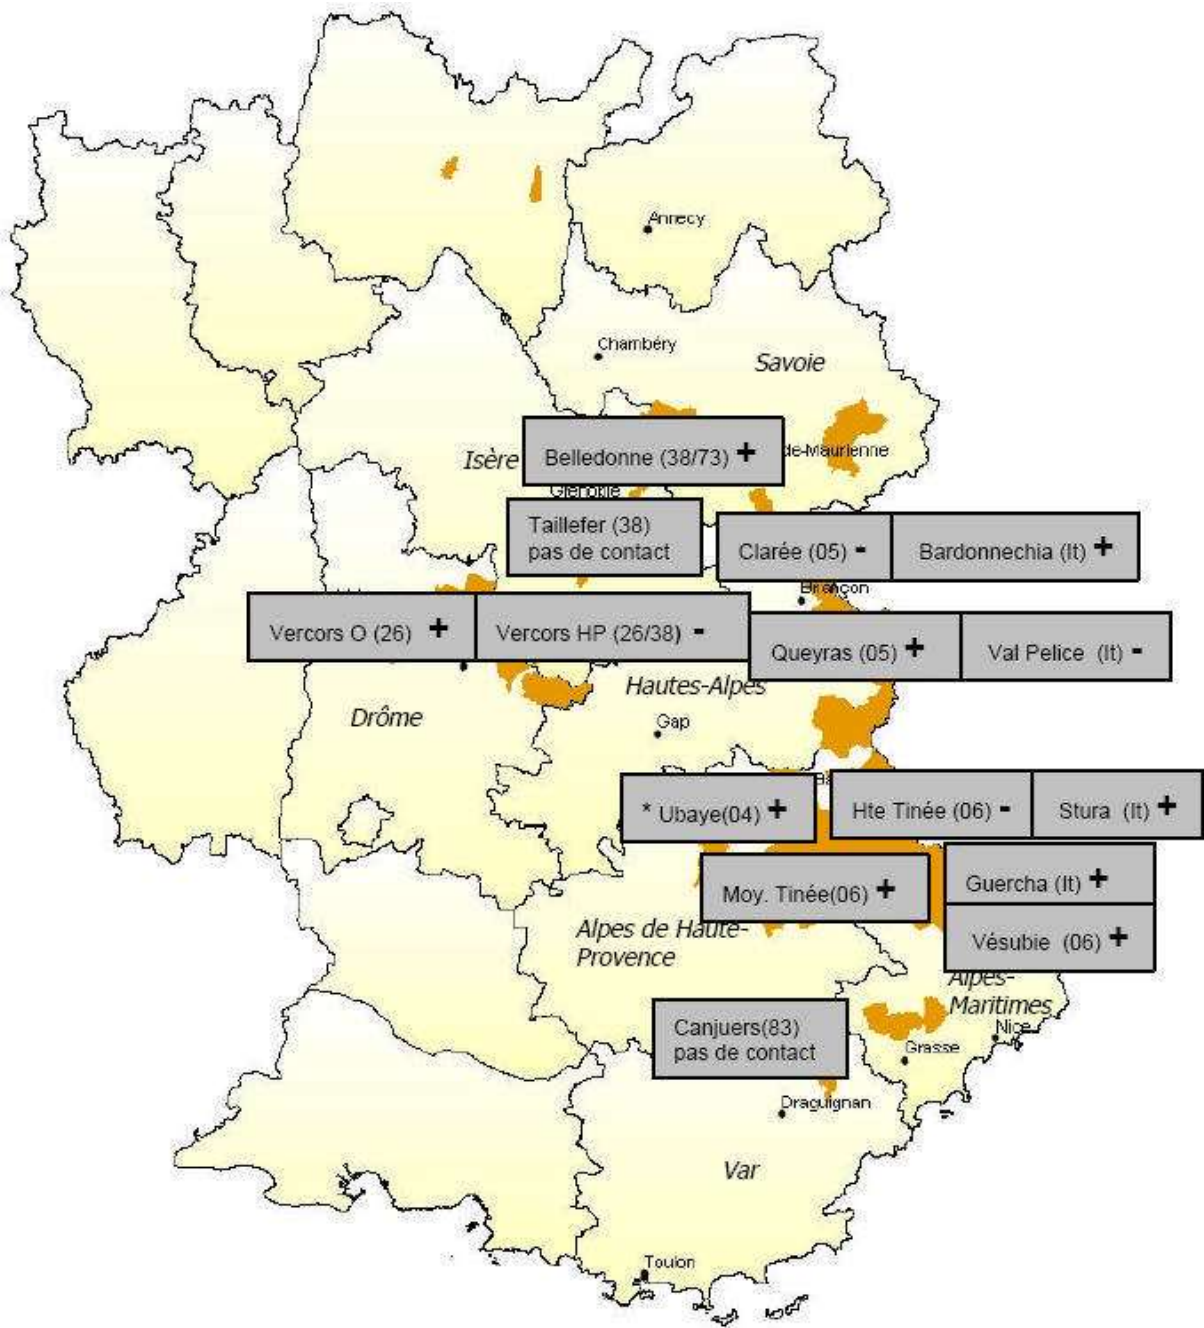 Annecy
Chambéry
Savoie
Isère
Belledonne (38/73) +
de-Maurienne
Taillefer (38)
pas de contact
Clarée (05) -
Bardonnechia (It) +
Briançon
Vercors O (26) +
Vercors HP (26/38) -
Queyras (05) +
Val Pelice (It) -
Hautes-Alpes
Drôme
Gap
* Ubaye(04) +
Hte Tinée (06) -
Stura (It) +
Moy. Tinée(06) +
Guercha (It) +
Vésubie (06) +
Alpes de Haute-
Provence
Alpes-
Maritimes
Canjuers(83)
pas de contact
Nice
Grasse
Draguignan
Var
Toulon